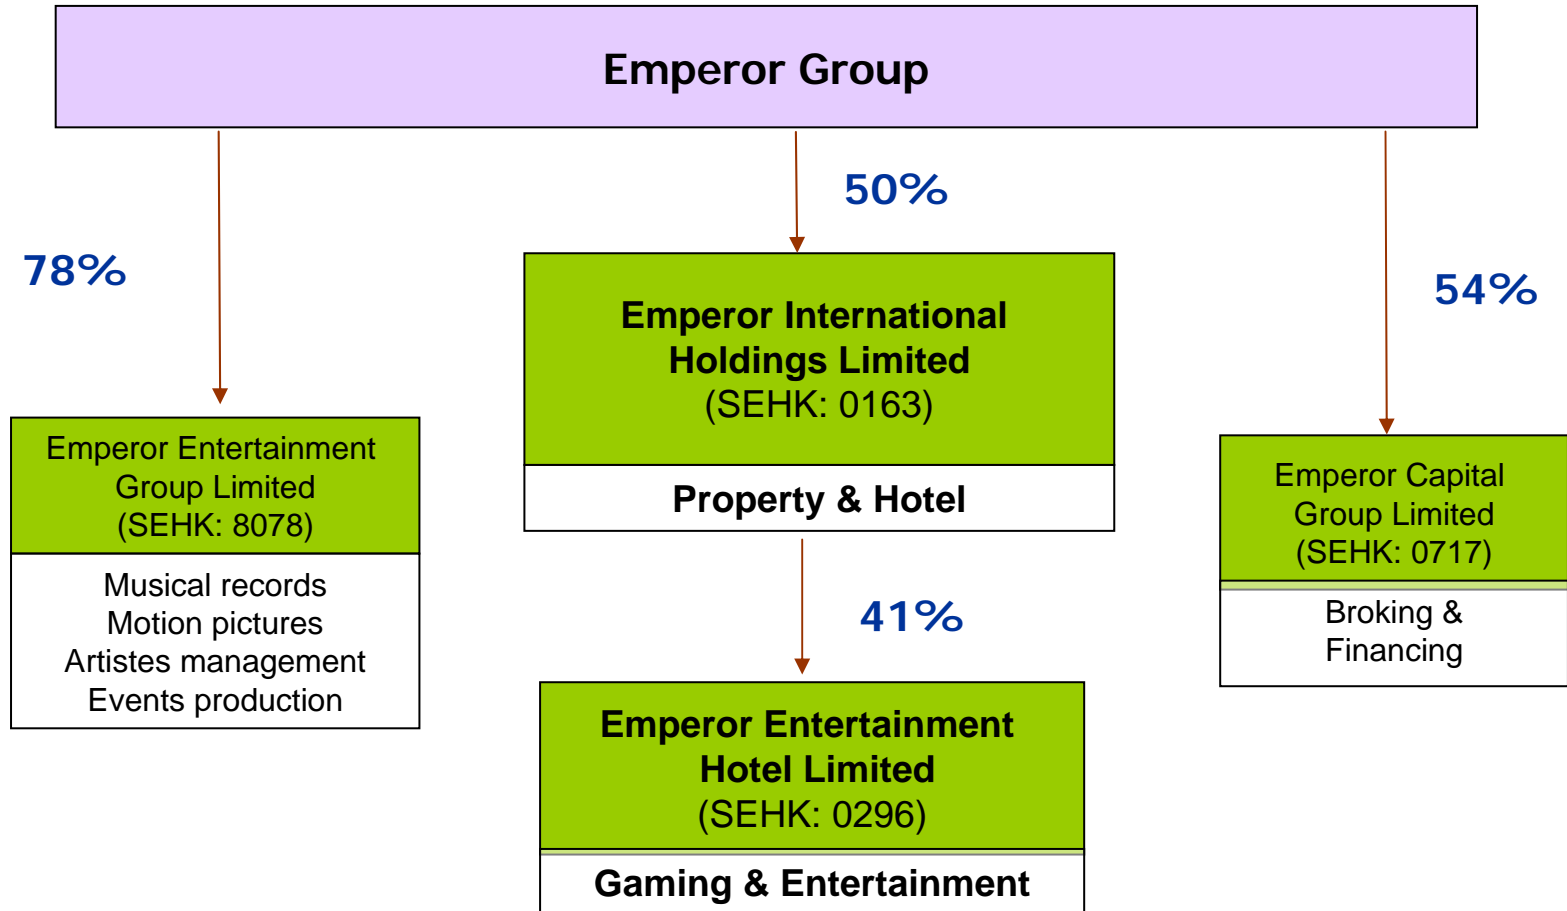 Emperor Group
78%
50%
54%
Emperor International
Holdings Limited
(SEHK: 0163)
Property & Hotel
Emperor Entertainment
Group Limited
(SEHK: 8078)
Musical records
Motion pictures
Artistes management
Events production
Emperor Capital
Group Limited
(SEHK: 0717)
Broking &
Financing
41%
Emperor Entertainment
Hotel Limited
(SEHK: 0296)
Gaming & Entertainment